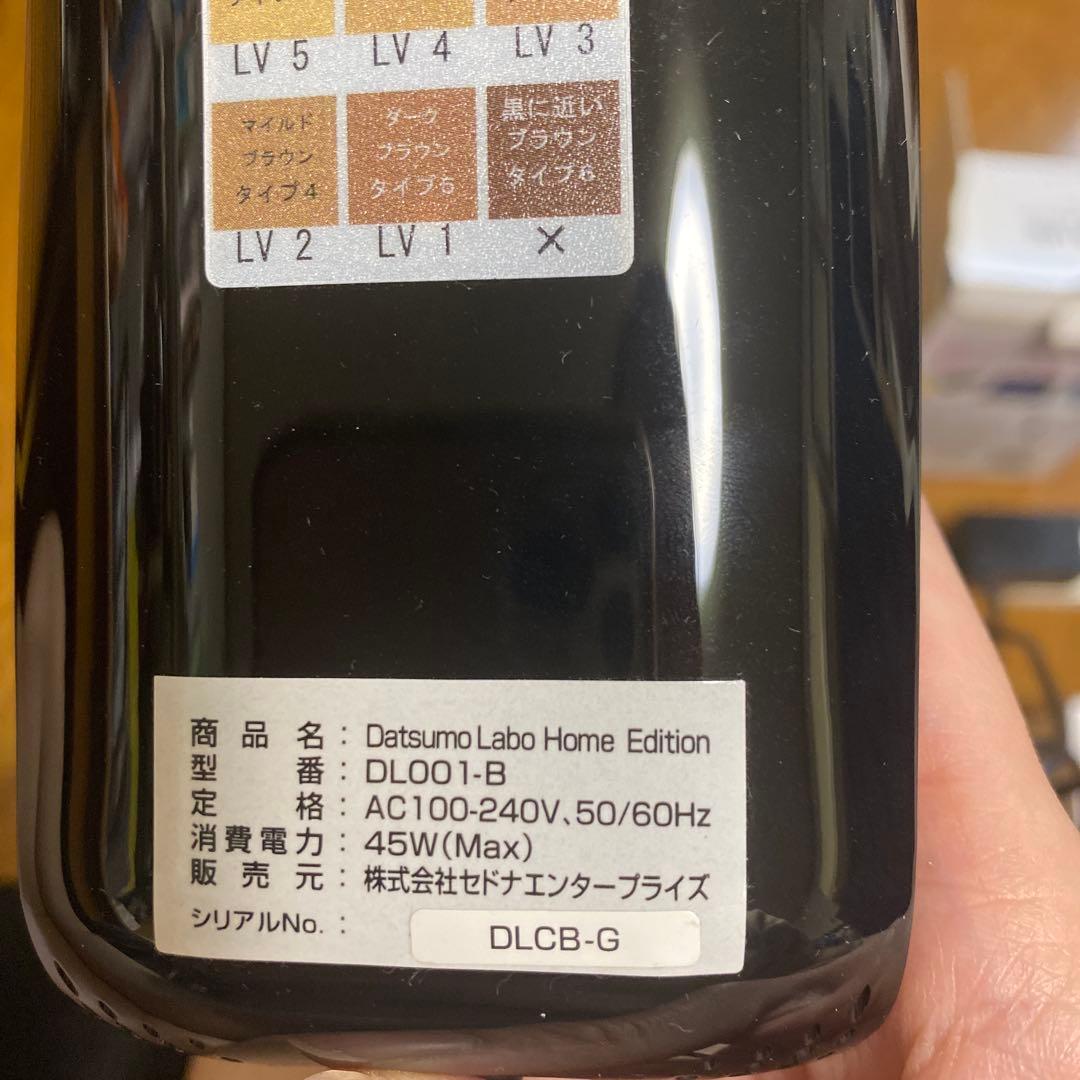 LV 5
LV 4
LV 3
マイルド
ブラウン
タイプ4
ダーク
ブラウン
タイプ5
黒に近い
ブラウン
タイプ6
LV 2
LV 1
×
商品名：Datsumo Labo Home Edition
型番：DL001-B
定格：AC100-240V、50/60Hz
消費電力：45W(Max)
販売元：株式会社セドナエンタープライズ
シリアルNo.：DLCB-G